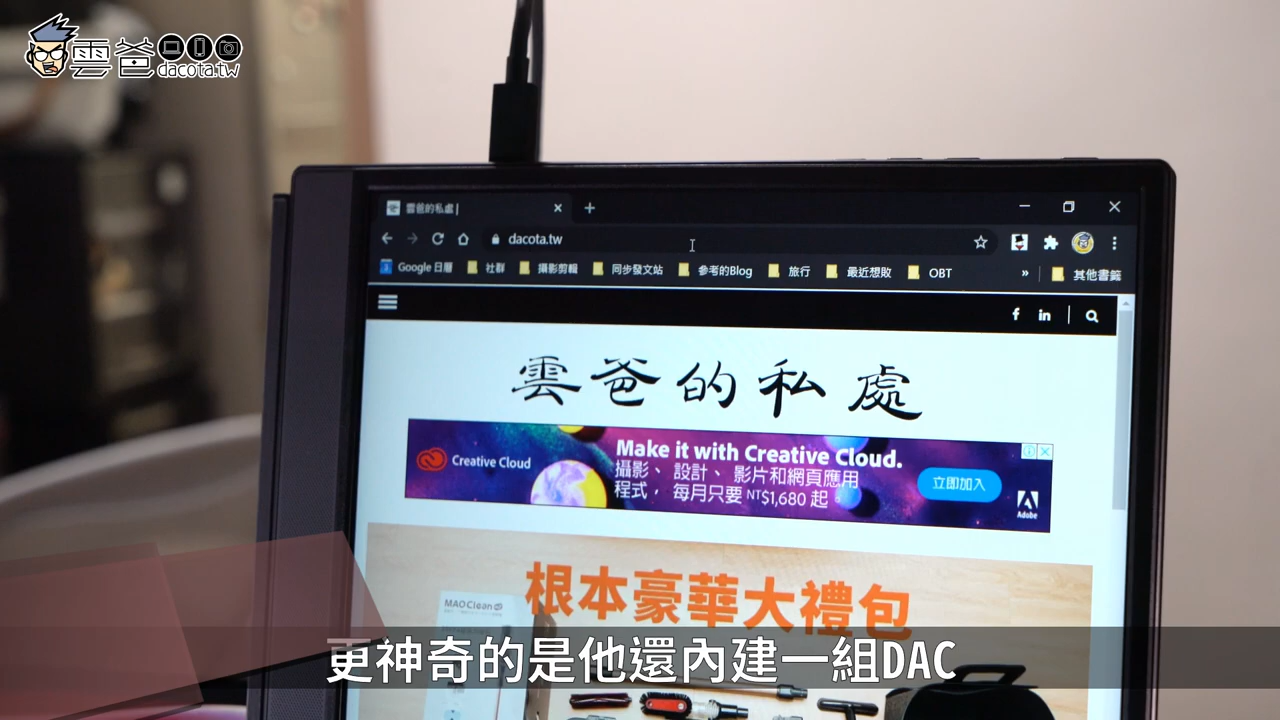 雲爸
dacota.tw
雲爸的私處 |
dacota.tw
Google 日曆 社群 攝影剪輯 同步發文站 參考的Blog 旅行 最近想敗 OBT » 其他書籤
雲爸的私處
Creative Cloud
Make it with Creative Cloud.
攝影、 設計、 影片和網頁應用
程式， 每月只要 NT$1,680 起
立即加入
Adobe
根本豪華大禮包
MAO Clean
更神奇的是他還內建一組DAC